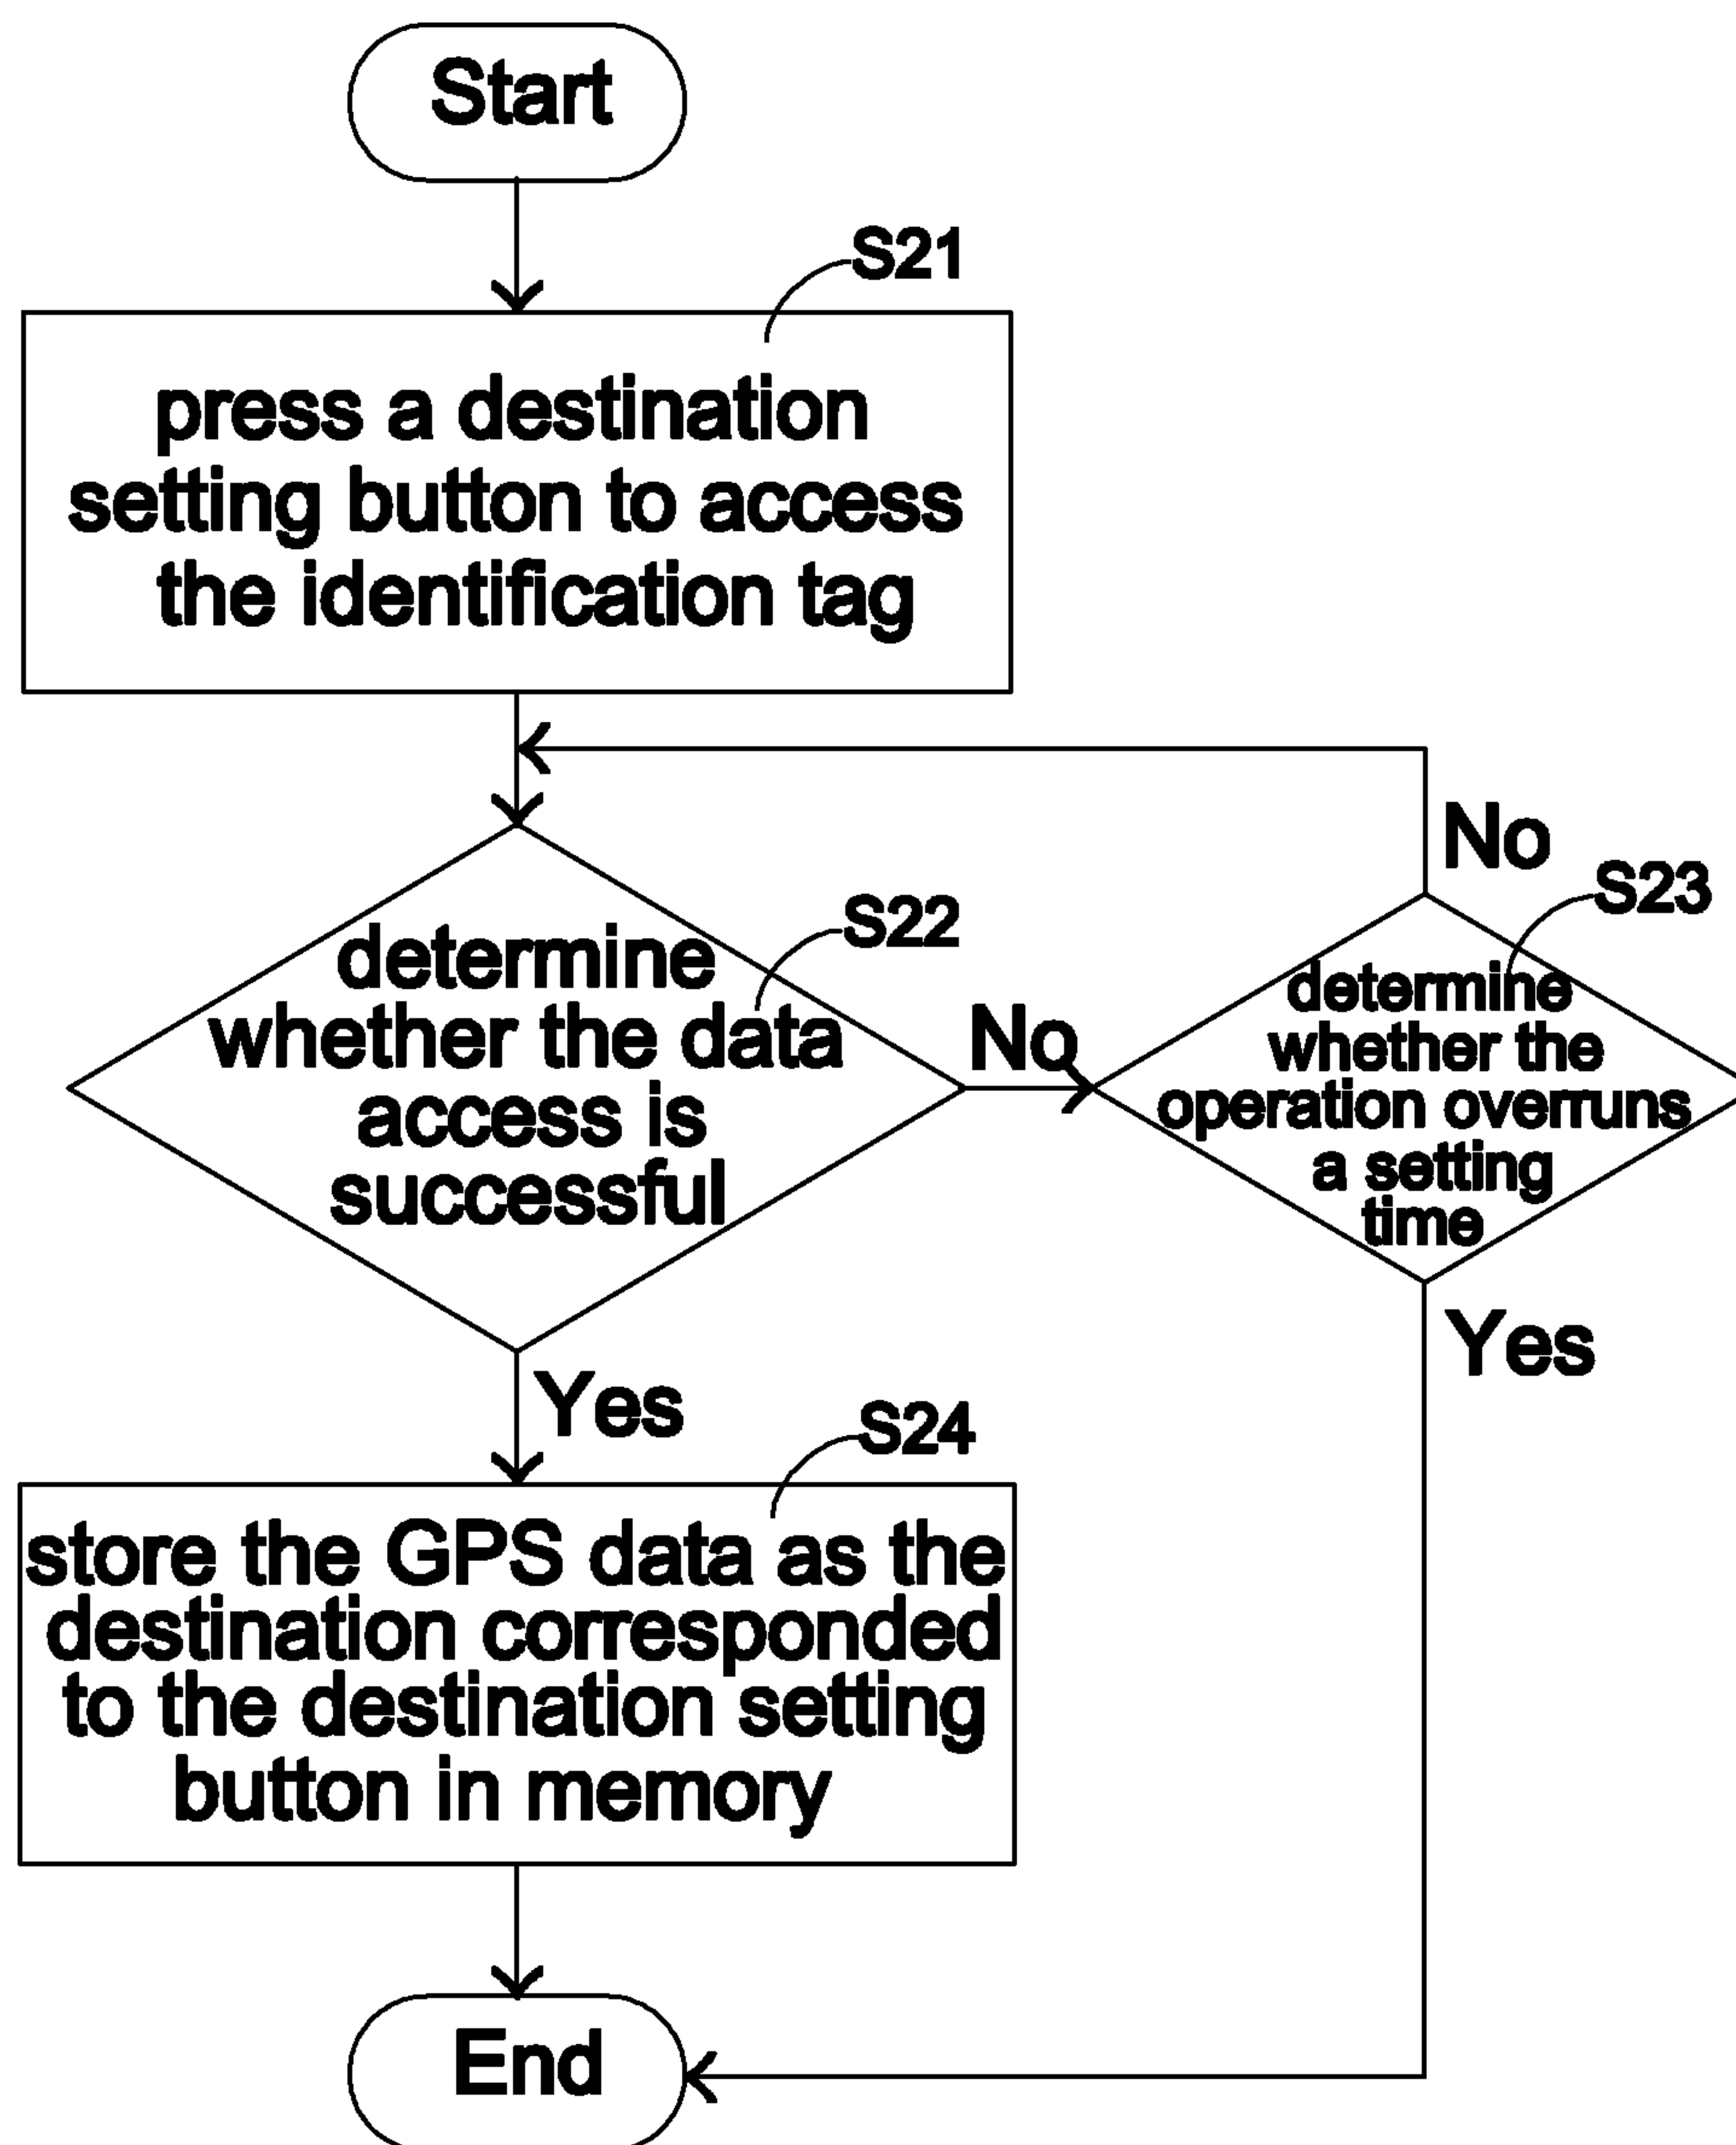 Start
S21
press a destination
setting button to access
the identification tag
No
S23
S22
determine
whether the data
access is
successful
No
determine
whether the
operation overruns
a setting
time
Yes
Yes
S24
store the GPS data as the
destination corresponded
to the destination setting
button in memory
End